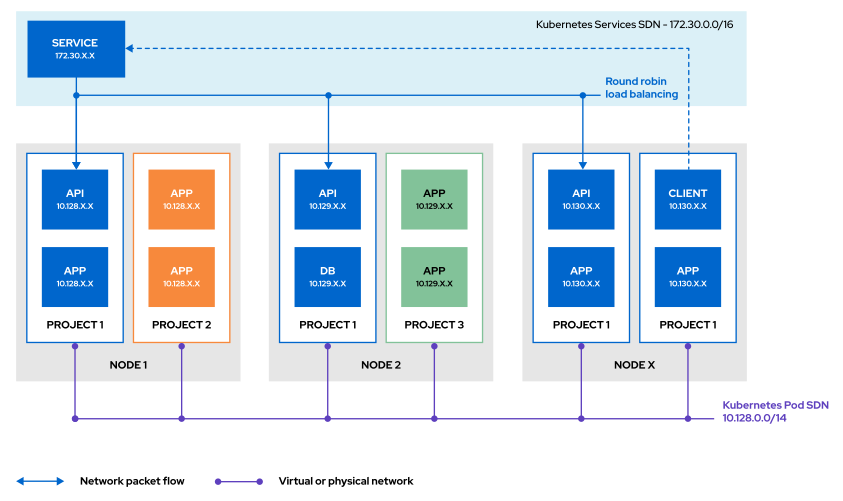 Kubernetes Services SDN - 172.30.0.0/16
SERVICE
172.30.X.X
Round robin
load balancing
API
10.128.X.X
APP
10.128.X.X
API
10.129.X.X
APP
10.129.X.X
API
10.130.X.X
CLIENT
10.130.X.X
APP
10.128.X.X
APP
10.128.X.X
DB
10.129.X.X
APP
10.129.X.X
APP
10.130.X.X
APP
10.130.X.X
PROJECT 1
PROJECT 2
PROJECT 1
PROJECT 3
PROJECT 1
PROJECT 1
NODE 1
NODE 2
NODE X
Kubernetes Pod SDN
10.128.0.0/14
Network packet flow
Virtual or physical network